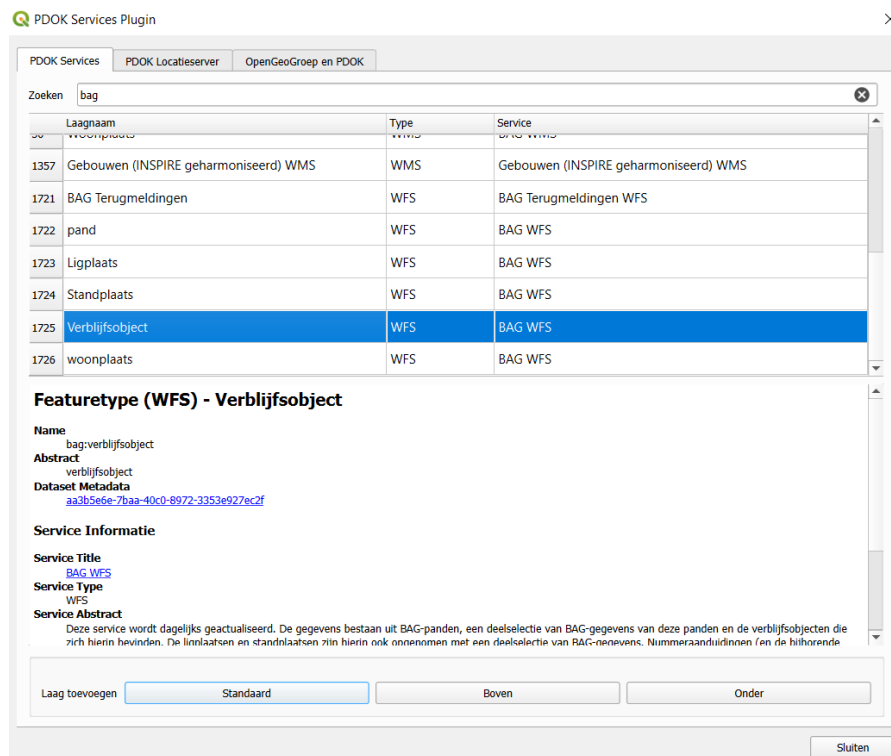 PDOK Services Plugin
PDOK Services PDOK Locatieserver OpenGeoGroep en PDOK
Zoeken bag
Laagnaam Type Service
1357 Gebouwen (INSPIRE geharmoniseerd) WMS WMS Gebouwen (INSPIRE geharmoniseerd) WMS
1721 BAG Terugmeldingen WFS BAG Terugmeldingen WFS
1722 pand WFS BAG WFS
1723 Ligplaats WFS BAG WFS
1724 Standplaats WFS BAG WFS
1725 Verblijfsobject WFS BAG WFS
1726 woonplaats WFS BAG WFS
Featuretype (WFS) - Verblijfsobject
Name
bag:verblijfsobject
Abstract
verblijfsobject
Dataset Metadata
aa3b5e6e-7baa-40c0-8972-3353e927ec2f
Service Informatie
Service Title
BAG WFS
Service Type
WFS
Service Abstract
Deze service wordt dagelijks geactualiseerd. De gegevens bestaan uit BAG-panden, een deelselectie van BAG-gegevens van deze panden en de verblijfsobjecten die
zich hierin bevinden. De ligplaatsen en standplaatsen zijn hierin ook opgenomen met een deelselectie van BAG-gegevens. Nummeraanduidingen (en de bijhorende
Laag toevoegen Standaard Boven Onder
Sluiten